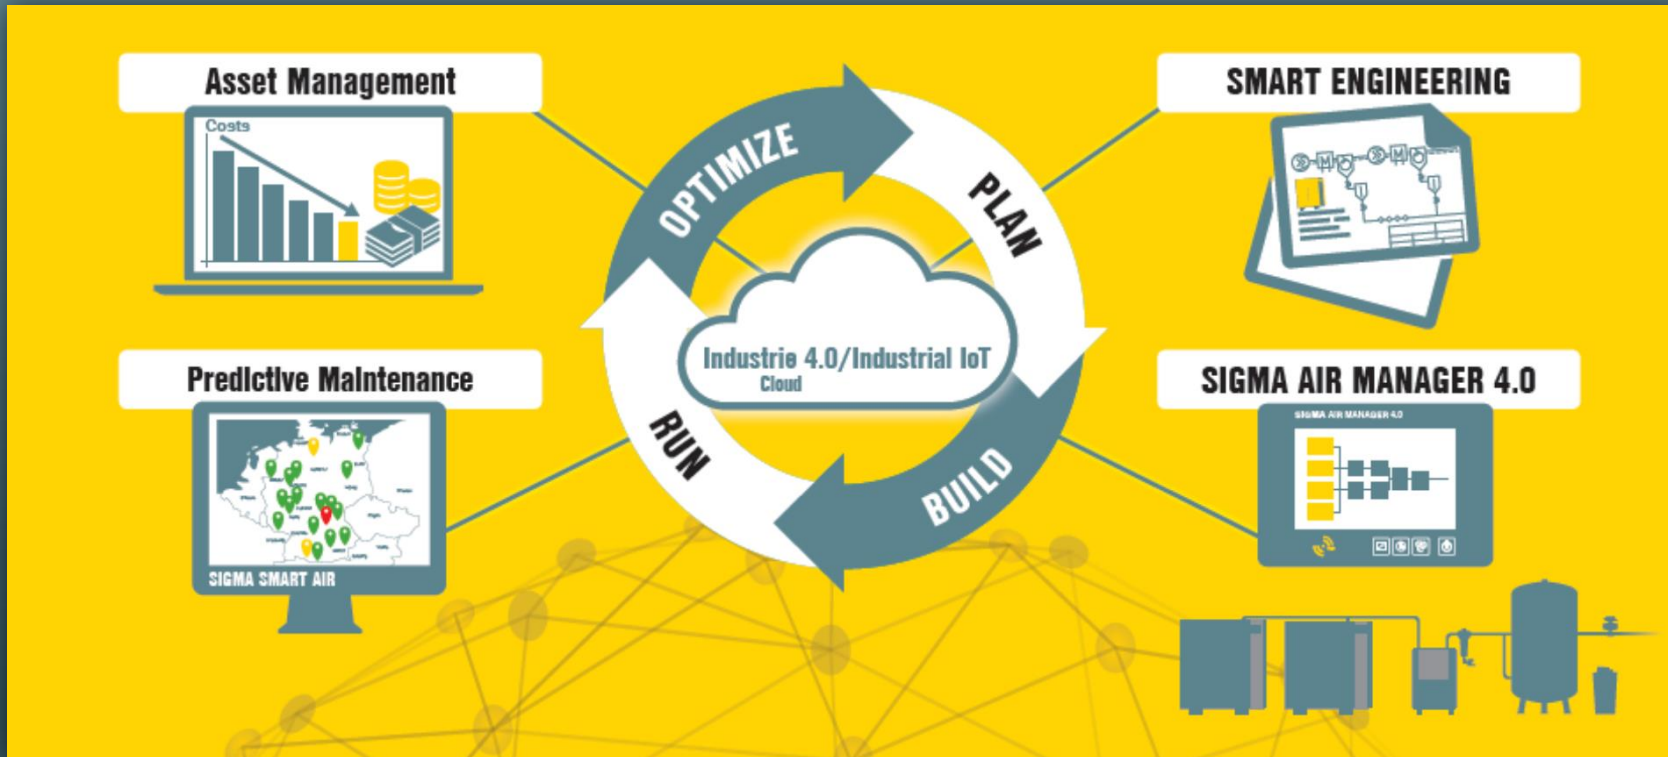 Asset Management
Costs
SMART ENGINEERING
OPTIMIZE
PLAN
Industrie 4.0/Industrial IoT
Cloud
Predictive Maintenance
SIGMA SMART AIR
RUN
BUILD
SIGMA AIR MANAGER 4.0
SIGMA AIR MANAGER 4.0
M
M